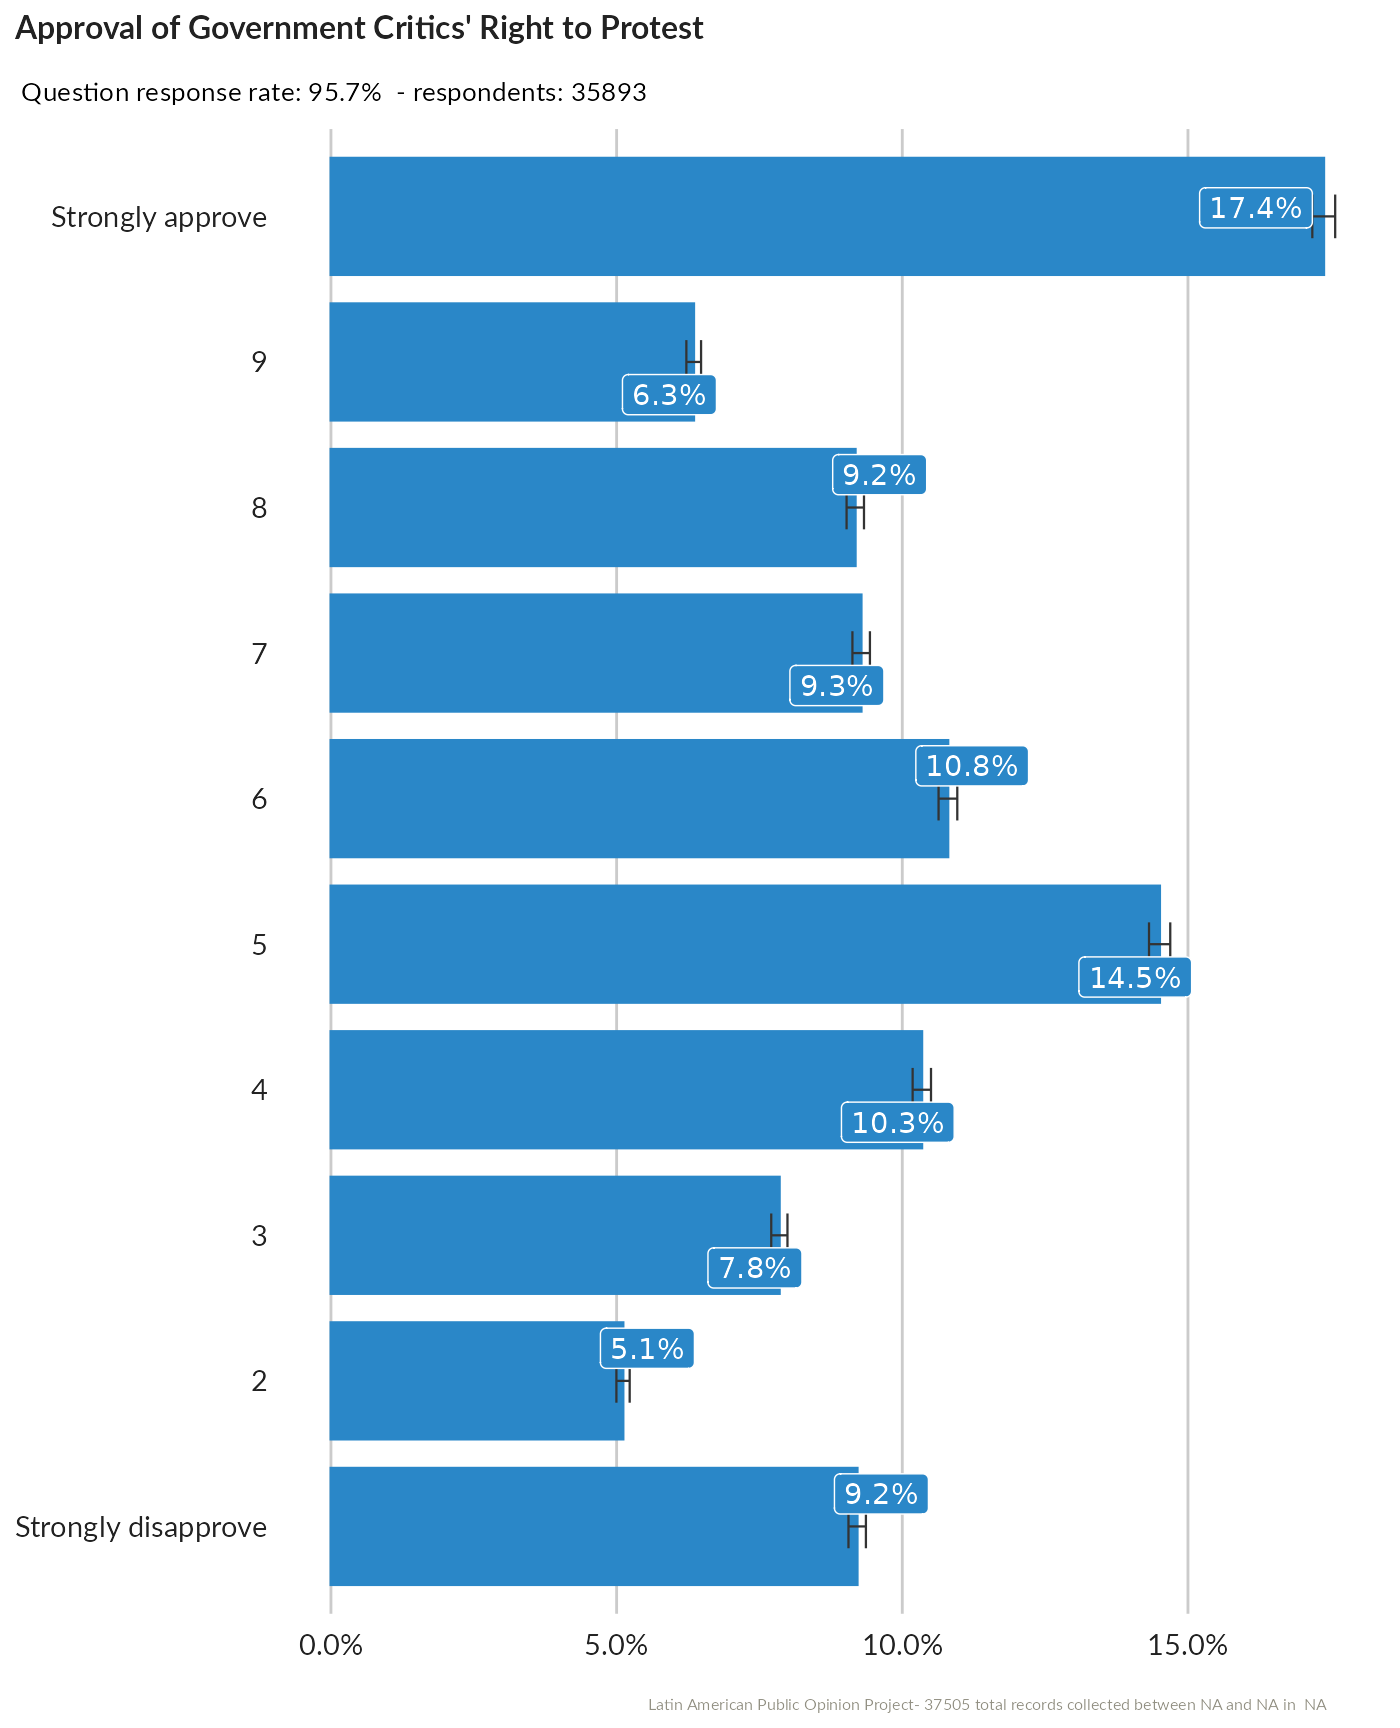 Approval of Government Critics' Right to Protest
Question response rate: 95.7%  - respondents: 35893
Strongly approve 17.4%
9 6.3%
8 9.2%
7 9.3%
6 10.8%
5 14.5%
4 10.3%
3 7.8%
2 5.1%
Strongly disapprove 9.2%
0.0% 5.0% 10.0% 15.0%
Latin American Public Opinion Project- 37505 total records collected between NA and NA in  NA